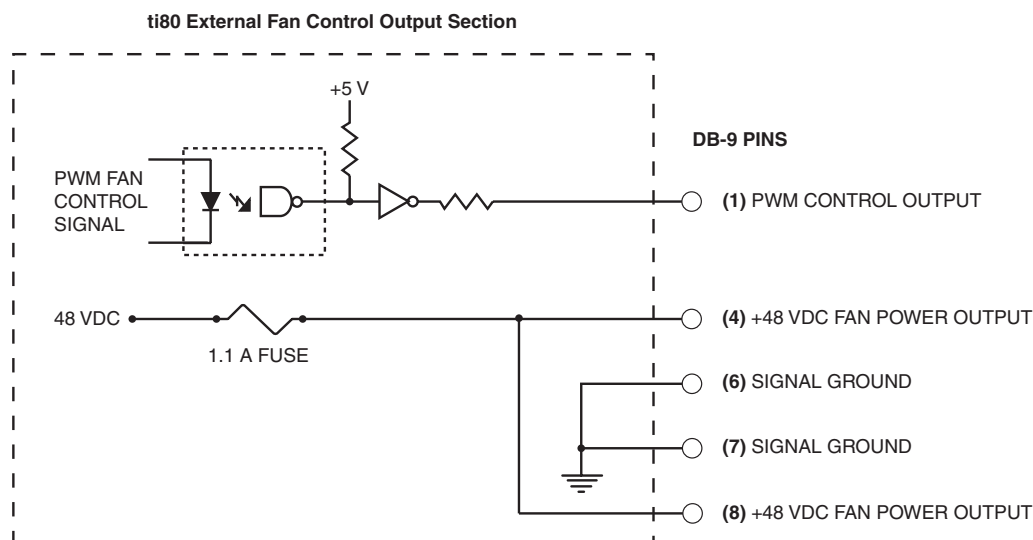 ti80 External Fan Control Output Section
+5 V
DB-9 PINS
PWM FAN
CONTROL
SIGNAL
(1) PWM CONTROL OUTPUT
48 VDC
1.1 A FUSE
(4) +48 VDC FAN POWER OUTPUT
(6) SIGNAL GROUND
(7) SIGNAL GROUND
(8) +48 VDC FAN POWER OUTPUT